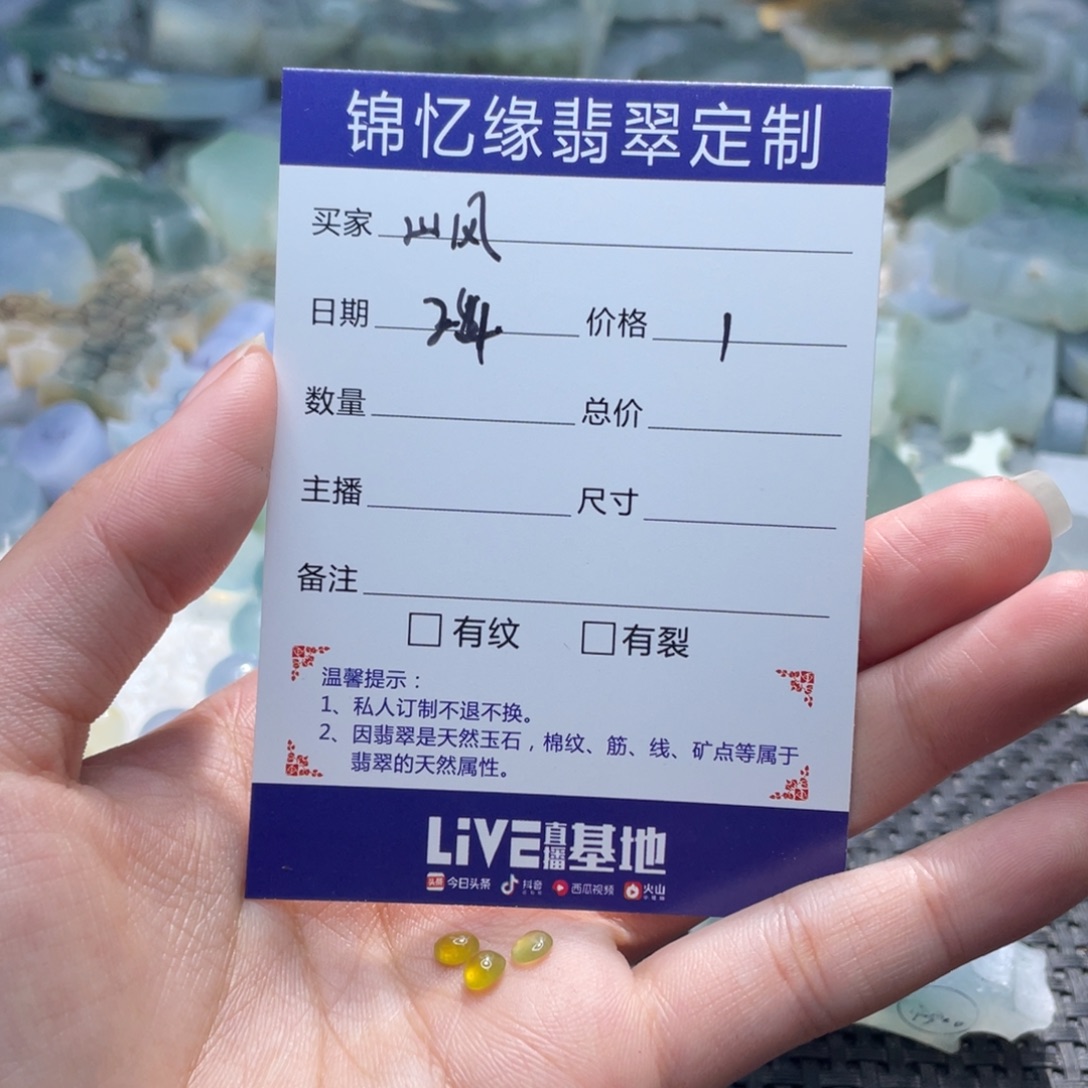 锦忆缘翡翠定制
买家 山风
日期 价格 1
数量 总价
主播 尺寸
备注
有纹 有裂
温馨提示:
1、私人订制不退不换。
2、因翡翠是天然玉石,棉纹、筋、线、矿点等属于
翡翠的天然属性。
LiVE直播基地
头条 今日头条 抖音 西瓜视频 火山